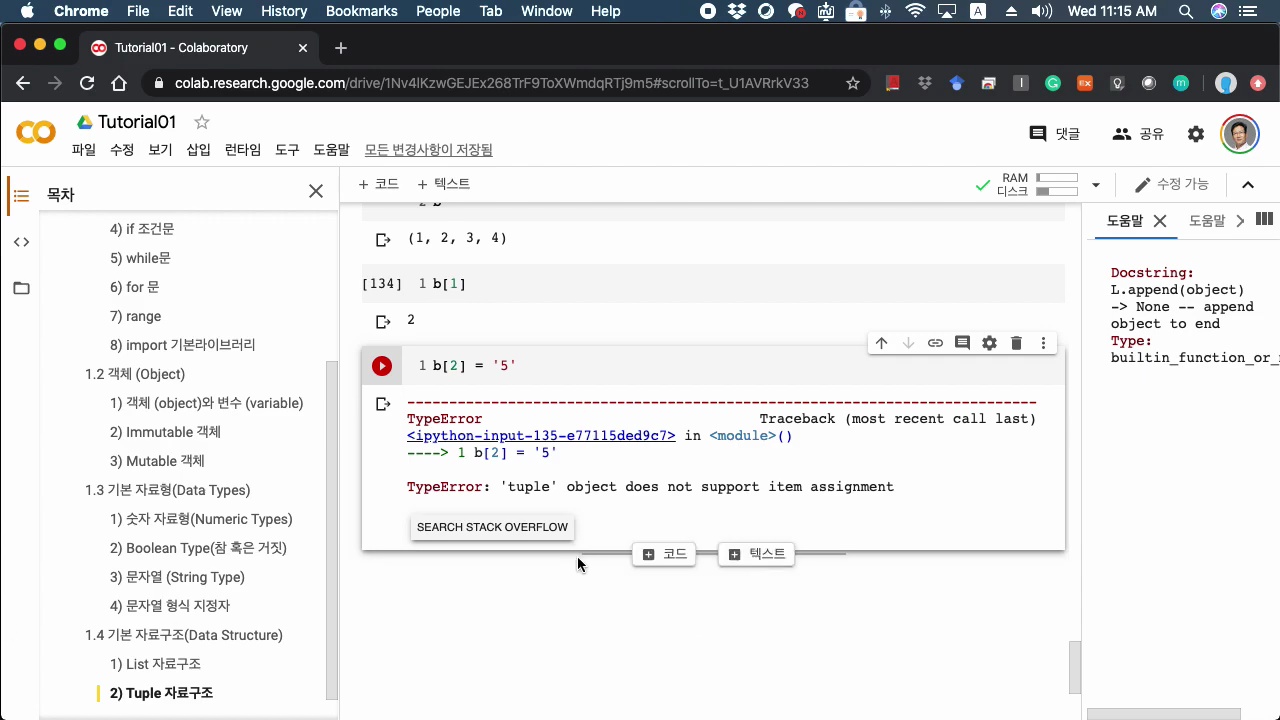 Chrome File Edit View History Bookmarks People Tab Window Help A Wed 11:15 AM
Tutorial01 - Colaboratory
colab.research.google.com/drive/1Nv4lKzwGEJEx268TrF9ToXWmdqRTj9m5#scrollTo=t_U1AVRrkV33
Tutorial01
댓글 공유
파일 수정 보기 삽입 런타임 도구 도움말 모든 변경사항이 저장됨
목차
+ 코드 + 텍스트
RAM
디스크
수정 가능
4) if 조건문
5) while문
6) for 문
7) range
8) import 기본라이브러리
1.2 객체 (Object)
1) 객체 (object)와 변수 (variable)
2) Immutable 객체
3) Mutable 객체
1.3 기본 자료형(Data Types)
1) 숫자 자료형(Numeric Types)
2) Boolean Type(참 혹은 거짓)
3) 문자열 (String Type)
4) 문자열 형식 지정자
1.4 기본 자료구조(Data Structure)
1) List 자료구조
2) Tuple 자료구조
2 b
(1, 2, 3, 4)
[134] 1 b[1]
2
1 b[2] = '5'
TypeError Traceback (most recent call last)
<ipython-input-135-e77115ded9c7> in <module>()
----> 1 b[2] = '5'
TypeError: 'tuple' object does not support item assignment
SEARCH STACK OVERFLOW
코드 텍스트
도움말 도움말
Docstring:
L.append(object)
-> None -- append
object to end
Type:
builtin_function_or_